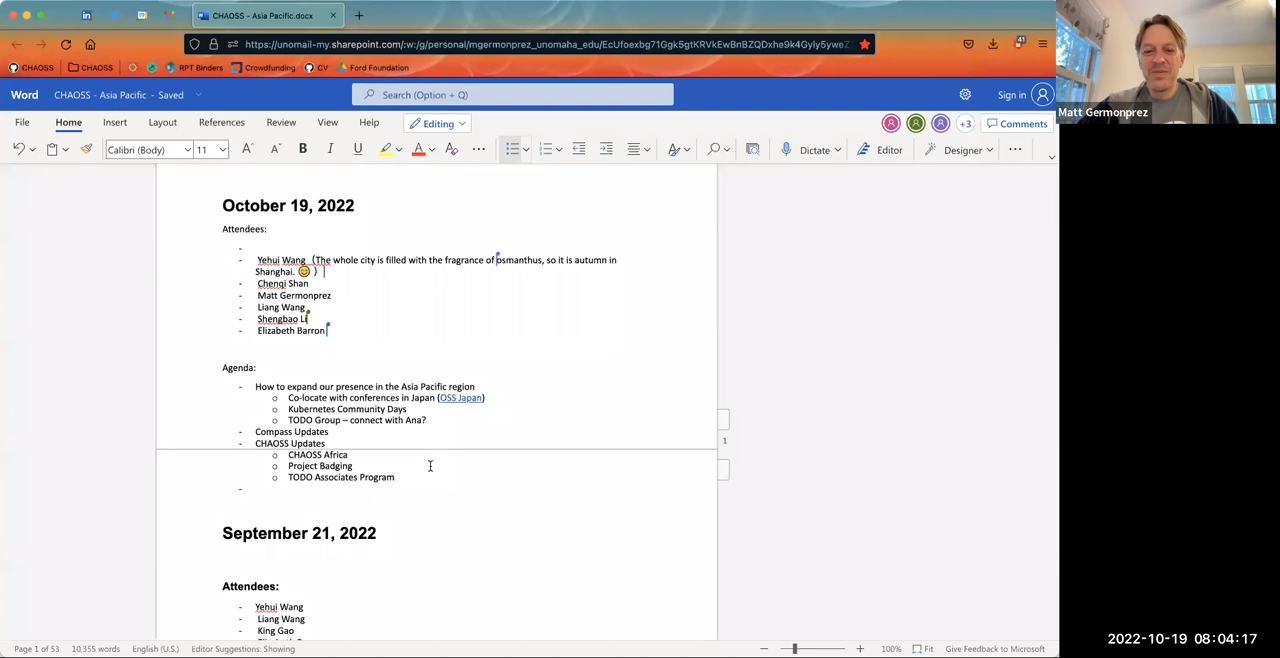 CHAOSS - Asia Pacific.docx
https://unomail-my.sharepoint.com/:w:/g/personal/mgermonprez_unomaha_edu/EcUfoexbg71Ggk5gtKRVkEwBnBZQDxhe9k4Gyly5yweZ
41
CHAOSS CHAOSS RPT Binders Crowdfunding CV Ford Foundation
Word CHAOSS - Asia Pacific - Saved Search (Option + Q) Sign in
Matt Germonprez
File Home Insert Layout References Review View Help Editing +3 Comments
Calibri (Body) 11 A A B I U A Dictate Editor Designer
October 19, 2022
Attendees:
-
- Yehui Wang (The whole city is filled with the fragrance of osmanthus, so it is autumn in
Shanghai. 😊 )
- Chenqi Shan
- Matt Germonprez
- Liang Wang
- Shengbao Li
- Elizabeth Barron
Agenda:
- How to expand our presence in the Asia Pacific region
o Co-locate with conferences in Japan (OSS Japan)
o Kubernetes Community Days
o TODO Group – connect with Ana?
- Compass Updates
- CHAOSS Updates
1
o CHAOSS Africa
o Project Badging
o TODO Associates Program
-
September 21, 2022
Attendees:
- Yehui Wang
- Liang Wang
- King Gao
Page 1 of 53 10,355 words English (U.S.) Editor Suggestions: Showing 100% Fit Give Feedback to Microsoft
2022-10-19 08:04:17